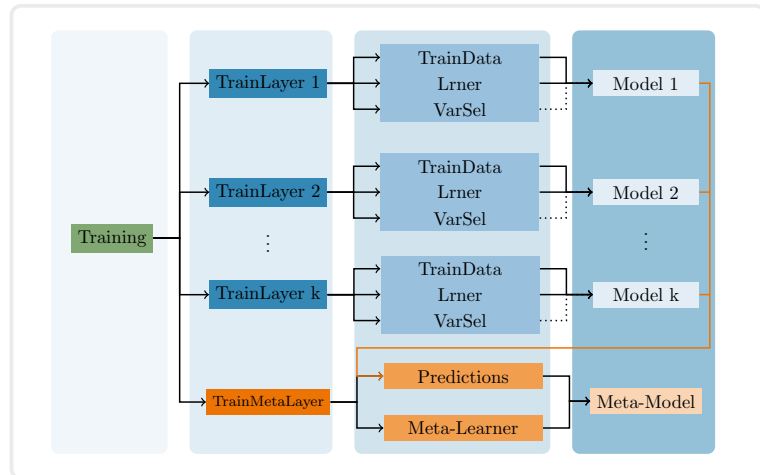 TrainData
TrainLayer 1
Lrner
Model 1
VarSel
TrainData
TrainLayer 2
Lrner
Model 2
VarSel
Training
⋮
⋮
TrainData
TrainLayer k
Lrner
Model k
VarSel
Predictions
TrainMetaLayer
Meta-Model
Meta-Learner